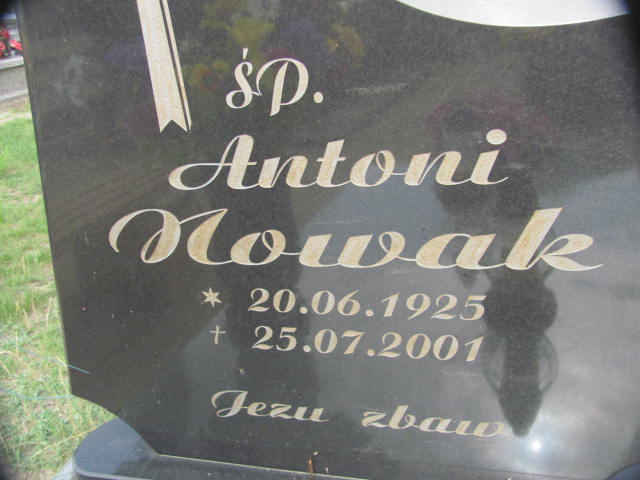 śp.
Antoni
Nowak
* 20.06.1925
† 25.07.2001
Jezu zbaw